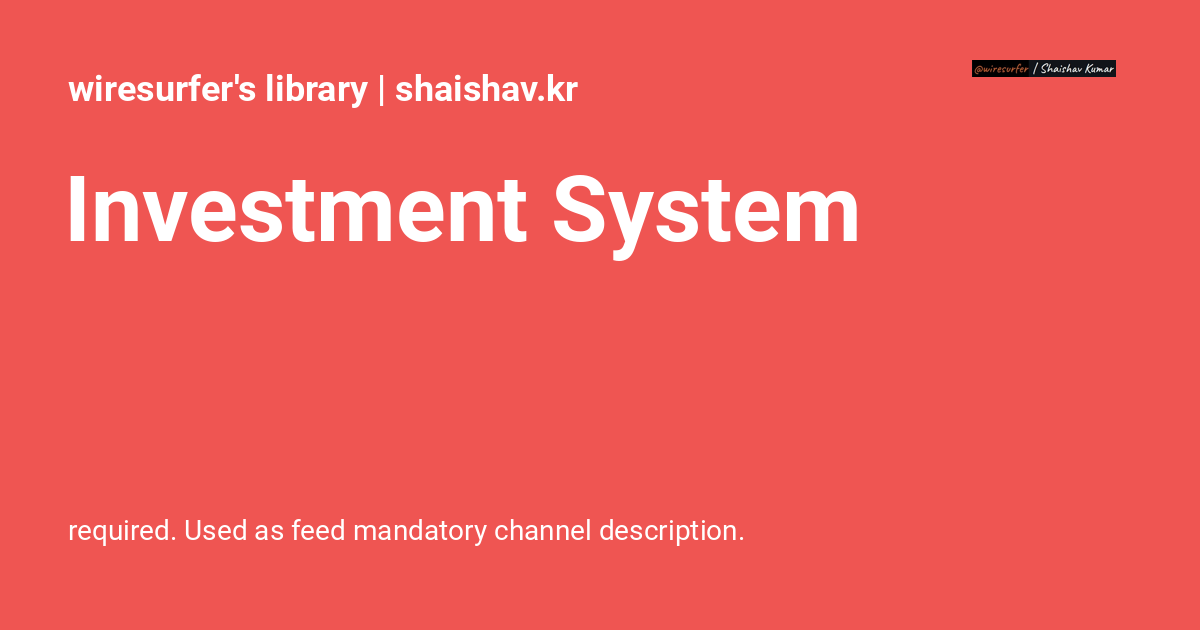 wiresurfer's library | shaishav.kr
@wiresurfer | Shaishav Kumar
Investment System
required. Used as feed mandatory channel description.